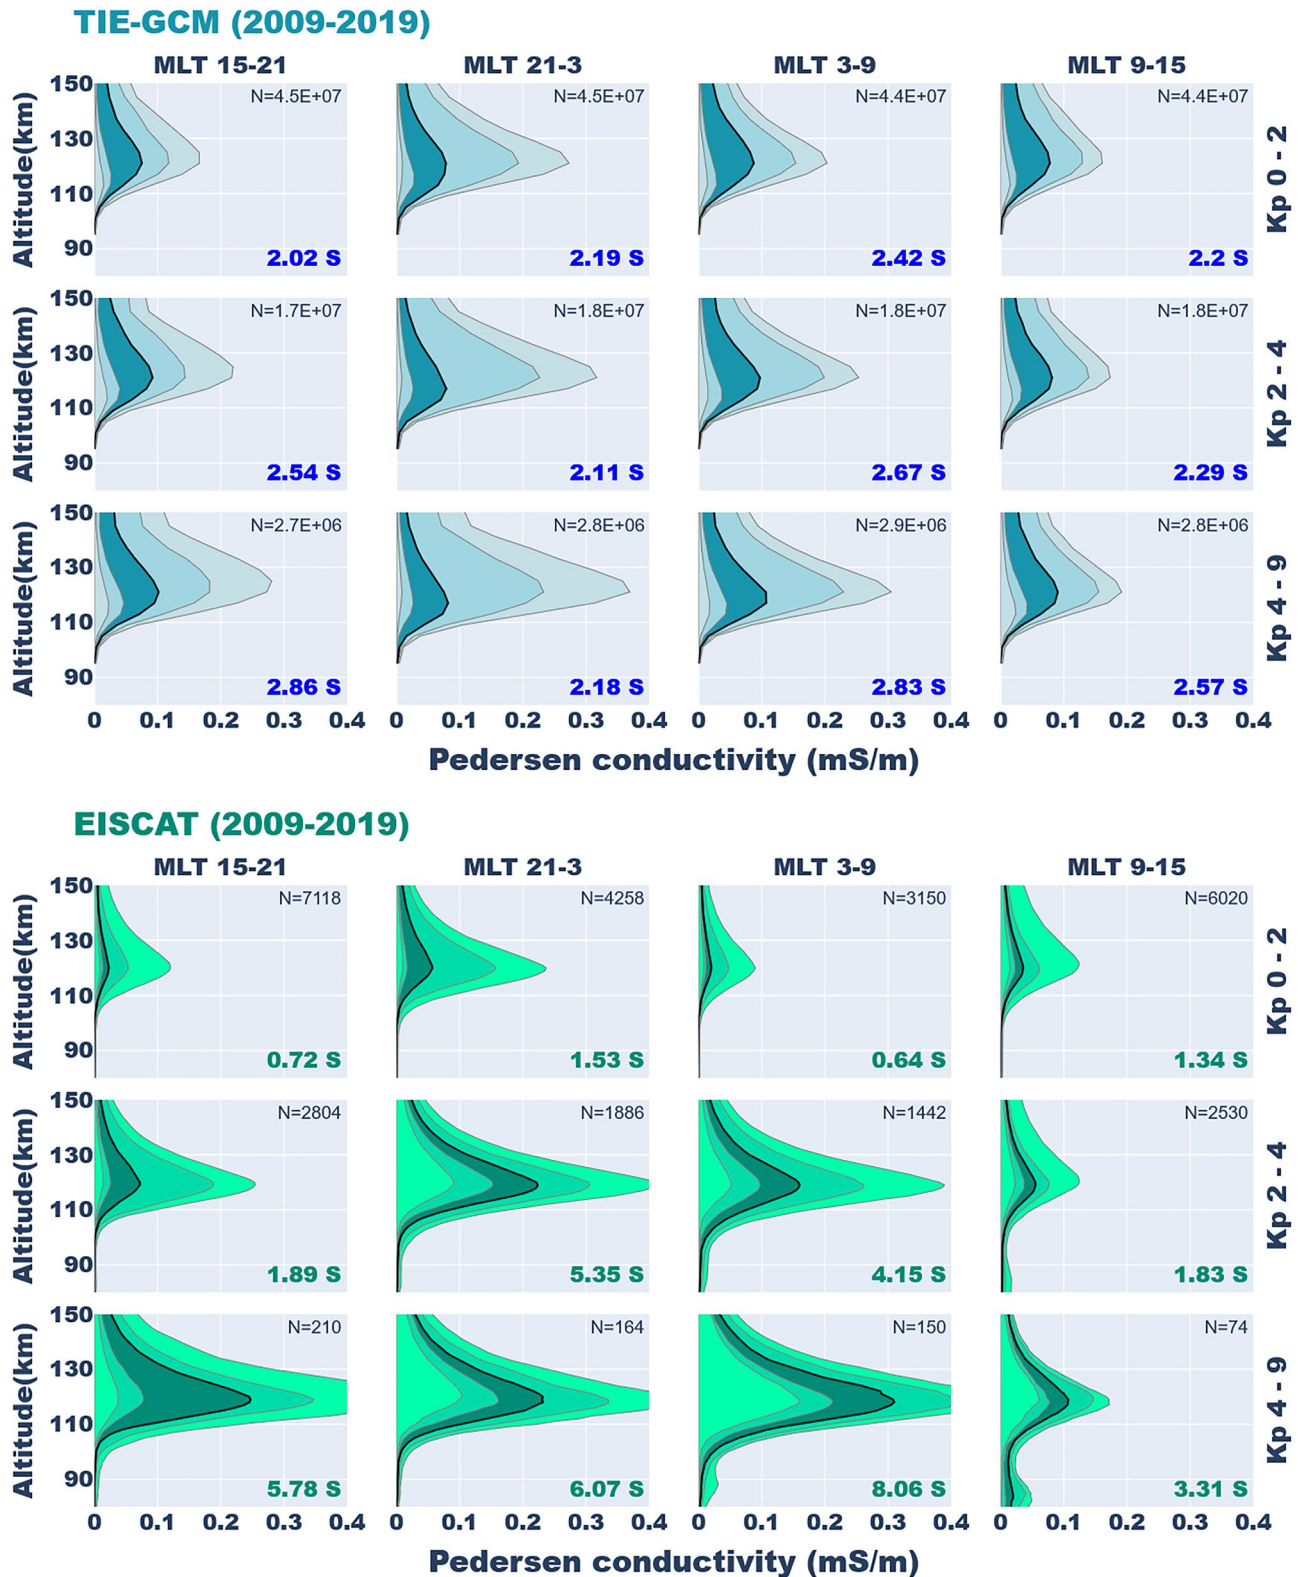 TIE-GCM (2009-2019)
MLT 15-21 MLT 21-3 MLT 3-9 MLT 9-15
150 N=4.5E+07 N=4.5E+07 N=4.4E+07 N=4.4E+07
130
110
90
Altitude(km)
2.02 S 2.19 S 2.42 S 2.2 S
Kp 0 - 2
150 N=1.7E+07 N=1.8E+07 N=1.8E+07 N=1.8E+07
130
110
90
Altitude(km)
2.54 S 2.11 S 2.67 S 2.29 S
Kp 2 - 4
150 N=2.7E+06 N=2.8E+06 N=2.9E+06 N=2.8E+06
130
110
90
Altitude(km)
2.86 S 2.18 S 2.83 S 2.57 S
Kp 4 - 9
0 0.1 0.2 0.3 0.4 0 0.1 0.2 0.3 0.4 0 0.1 0.2 0.3 0.4 0 0.1 0.2 0.3 0.4
Pedersen conductivity (mS/m)
EISCAT (2009-2019)
MLT 15-21 MLT 21-3 MLT 3-9 MLT 9-15
150 N=7118 N=4258 N=3150 N=6020
130
110
90
Altitude(km)
0.72 S 1.53 S 0.64 S 1.34 S
Kp 0 - 2
150 N=2804 N=1886 N=1442 N=2530
130
110
90
Altitude(km)
1.89 S 5.35 S 4.15 S 1.83 S
Kp 2 - 4
150 N=210 N=164 N=150 N=74
130
110
90
Altitude(km)
5.78 S 6.07 S 8.06 S 3.31 S
Kp 4 - 9
0 0.1 0.2 0.3 0.4 0 0.1 0.2 0.3 0.4 0 0.1 0.2 0.3 0.4 0 0.1 0.2 0.3 0.4
Pedersen conductivity (mS/m)